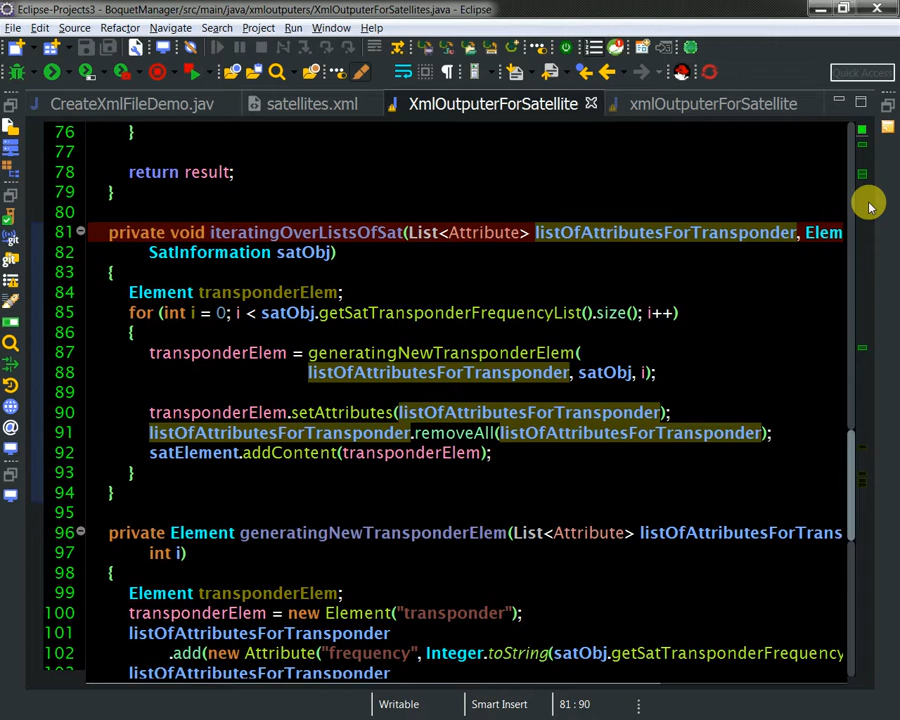 Eclipse-Projects3 - BoquetManager/src/main/java/xmloutputers/XmlOutputerForSatellites.java - Eclipse
File Edit Source Refactor Navigate Search Project Run Window Help
Quick Access
CreateXmlFileDemo.jav satellites.xml XmlOutputerForSatellite xmlOutputerForSatellite
76 }
77
78 return result;
79 }
80
81 private void iteratingOverListsOfSat(List<Attribute> listOfAttributesForTransponder, Elem
82 SatInformation satObj)
83 {
84 Element transponderElem;
85 for (int i = 0; i < satObj.getSatTransponderFrequencyList().size(); i++)
86 {
87 transponderElem = generatingNewTransponderElem(
88 listOfAttributesForTransponder, satObj, i);
89
90 transponderElem.setAttributes(listOfAttributesForTransponder);
91 listOfAttributesForTransponder.removeAll(listOfAttributesForTransponder);
92 satElement.addContent(transponderElem);
93 }
94 }
95
96 private Element generatingNewTransponderElem(List<Attribute> listOfAttributesForTrans
97 int i)
98 {
99 Element transponderElem;
100 transponderElem = new Element("transponder");
101 listOfAttributesForTransponder
102 .add(new Attribute("frequency", Integer.toString(satObj.getSatTransponderFrequency
listOfAttributesForTransponder
Writable Smart Insert 81 : 90